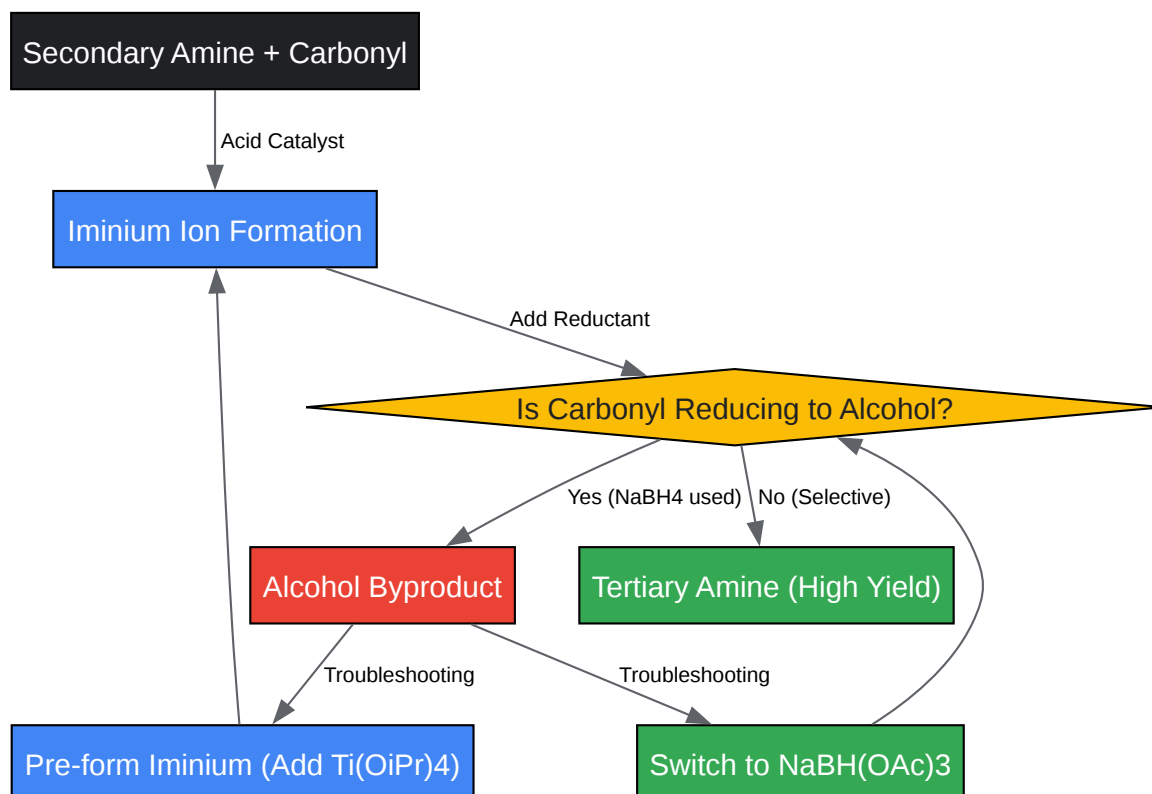 Secondary Amine + Carbonyl
Acid Catalyst
Iminium Ion Formation
Add Reductant
Is Carbonyl Reducing to Alcohol?
Yes (NaBH4 used)
No (Selective)
Alcohol Byproduct
Tertiary Amine (High Yield)
Troubleshooting
Troubleshooting
Pre-form Iminium (Add Ti(OiPr)4)
Switch to NaBH(OAc)3